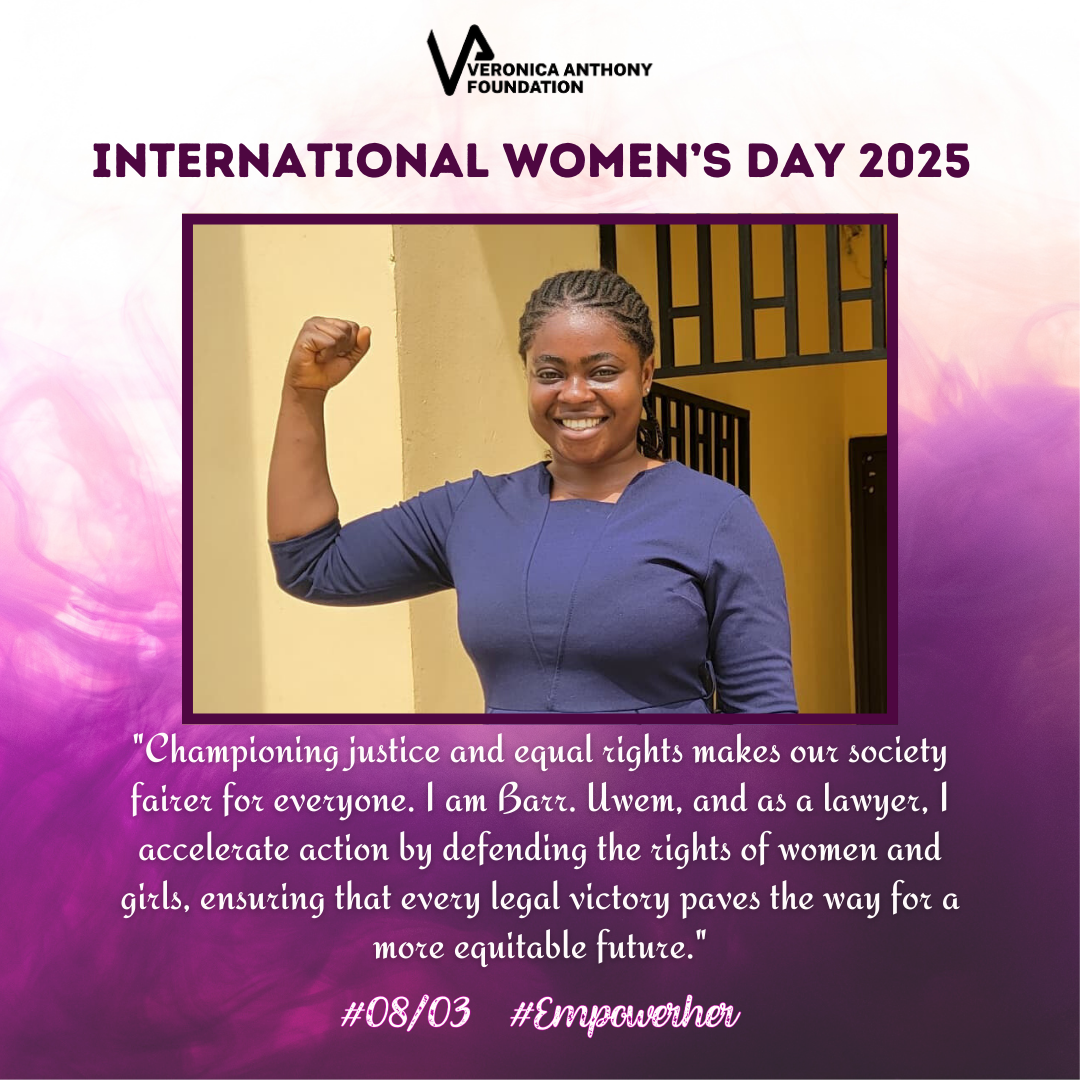 VERONICA ANTHONY
FOUNDATION
INTERNATIONAL WOMEN'S DAY 2025
"Championing justice and equal rights makes our society
fairer for everyone. I am Barr. Uwem, and as a lawyer, I
accelerate action by defending the rights of women and
girls, ensuring that every legal victory paves the way for a
more equitable future."
#08/03 #Empowerher